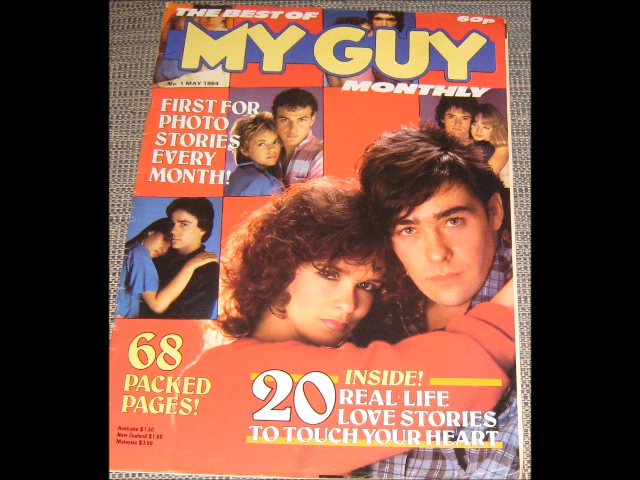 THE BEST OF
60p
MY GUY
MONTHLY
No. 1 MAY 1984
FIRST FOR
PHOTO
STORIES
EVERY
MONTH!
68
PACKED
PAGES!
Australia $1.50
New Zealand $1.85
Malaysia $3.50
20 INSIDE!
REAL-LIFE
LOVE STORIES
TO TOUCH YOUR HEART